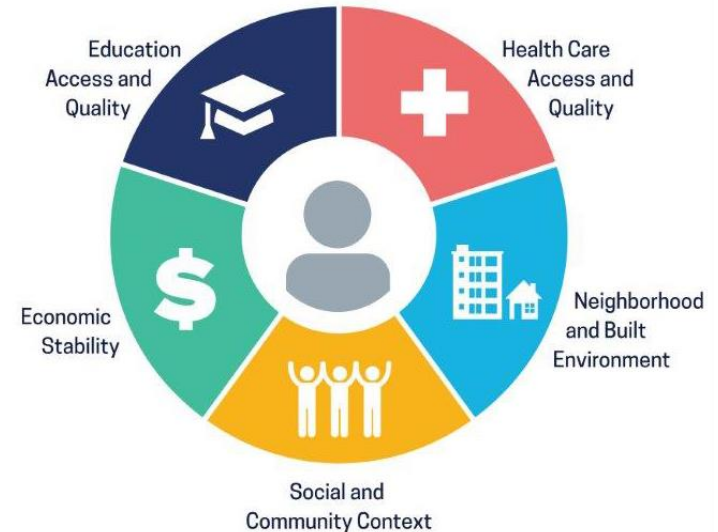 Education
Access and
Quality
Health Care
Access and
Quality
Economic
Stability
$
Neighborhood
and Built
Environment
Social and
Community Context